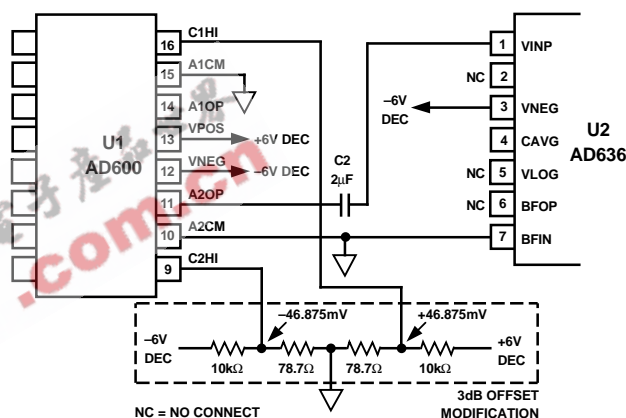 C1HI
16
A1CM
15
14
A1OP
VPOS
13
+6V DEC
VNEG
12
–6V DEC
11
A2OP
A2CM
10
9
C2HI
U1
AD600
C2
2µF
1
VINP
NC
2
–6V
DEC
3
VNEG
4
CAVG
NC
5
VLOG
NC
6
BFOP
7
BFIN
U2
AD636
–46.875mV
+46.875mV
–6V
DEC
10kΩ
78.7Ω
78.7Ω
10kΩ
+6V
DEC
NC = NO CONNECT
3dB OFFSET
MODIFICATION
.com.cn